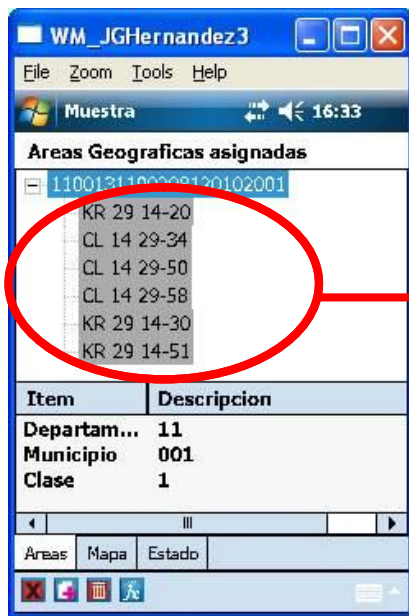 WM_JGHernandez3
File Zoom Tools Help
Muestra 16:33
Areas Geograficas asignadas
KR 29 14-20
CL 14 29-34
CL 14 29-50
CL 14 29-58
KR 29 14-30
KR 29 14-51
Item Descripcion
Departam... 11
Municipio 001
Clase 1
Areas Mapa Estado